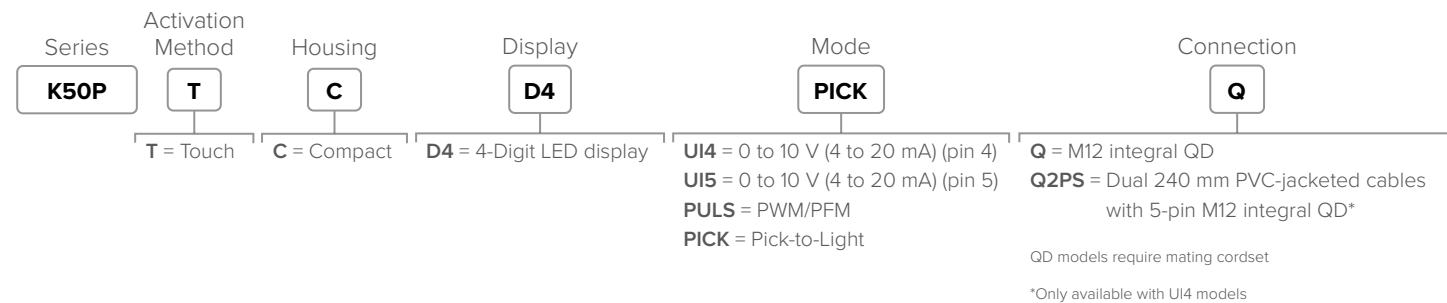 Activation
Series Method Housing Display Mode Connection
K50P T C D4 PICK Q
T = Touch C = Compact D4 = 4-Digit LED display UI4 = 0 to 10 V (4 to 20 mA) (pin 4) Q = M12 integral QD
UI5 = 0 to 10 V (4 to 20 mA) (pin 5) Q2PS = Dual 240 mm PVC-jacketed cables
PULS = PWM/PFM with 5-pin M12 integral QD*
PICK = Pick-to-Light
QD models require mating cordset
*Only available with UI4 models